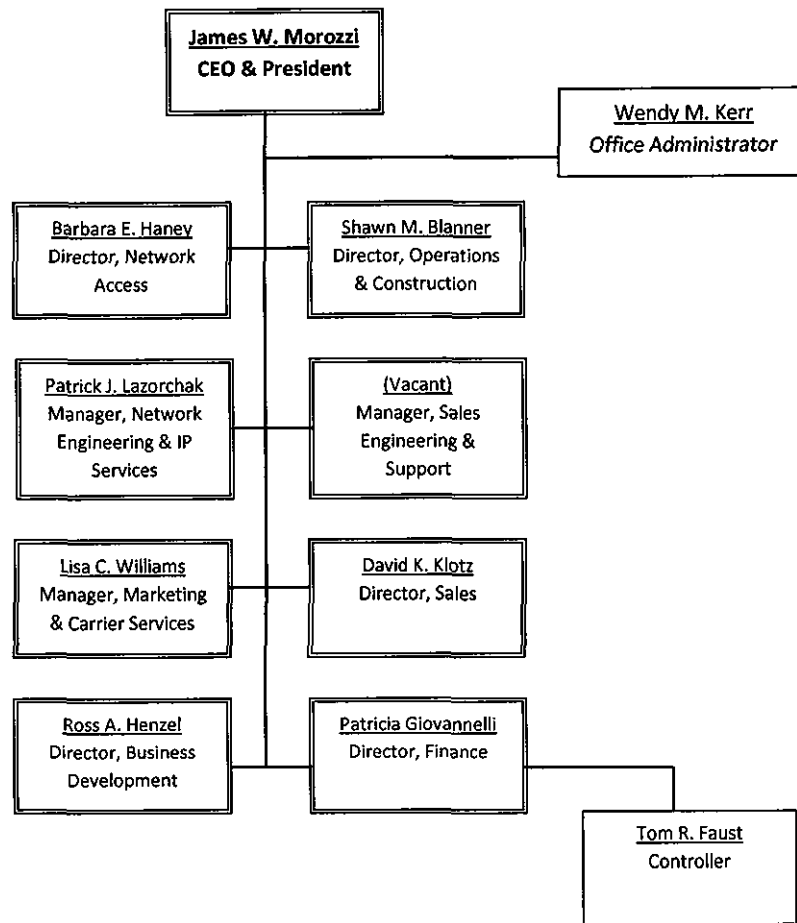 James W. Morozzi
CEO & President
Wendy M. Kerr
Office Administrator
Barbara E. Haney
Director, Network
Access
Shawn M. Blanner
Director, Operations
& Construction
Patrick J. Lazorchak
Manager, Network
Engineering & IP
Services
(Vacant)
Manager, Sales
Engineering &
Support
Lisa C. Williams
Manager, Marketing
& Carrier Services
David K. Klotz
Director, Sales
Ross A. Henzel
Director, Business
Development
Patricia Giovannelli
Director, Finance
Tom R. Faust
Controller